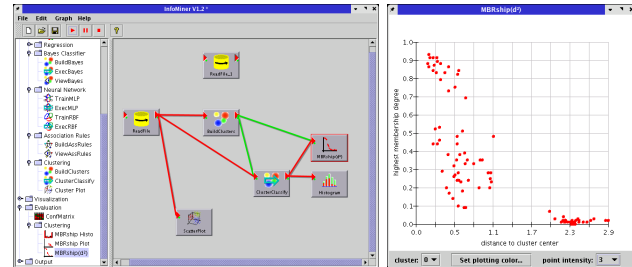 InfoMiner V1.2 *
File Edit Graph Help
Regression
Bayes Classifier
BuildBayes
ExecBayes
ViewBayes
Neural Network
TrainMLP
ExecMLP
TrainRBF
ExecRBF
Association Rules
BuildAssRules
ViewAssRules
Clustering
BuildClusters
ClusterClassify
Cluster Plot
Visualization
Evaluation
ConfMatrix
Clustering
MBRship Histo
MBRship Plot
MBRship(d²)
Output
ReadFile_2
ReadFile
BuildClusters
MBRship(d²)
ClusterClassify
Histogram
ScatterPlot
MBRship(d²)
highest membership degree
1.0
0.9
0.8
0.7
0.6
0.5
0.4
0.3
0.2
0.1
0.0
0.0 0.5 1.1 1.7 2.3 2.9
distance to cluster center
cluster: 0 Set plotting color... point intensity: 3